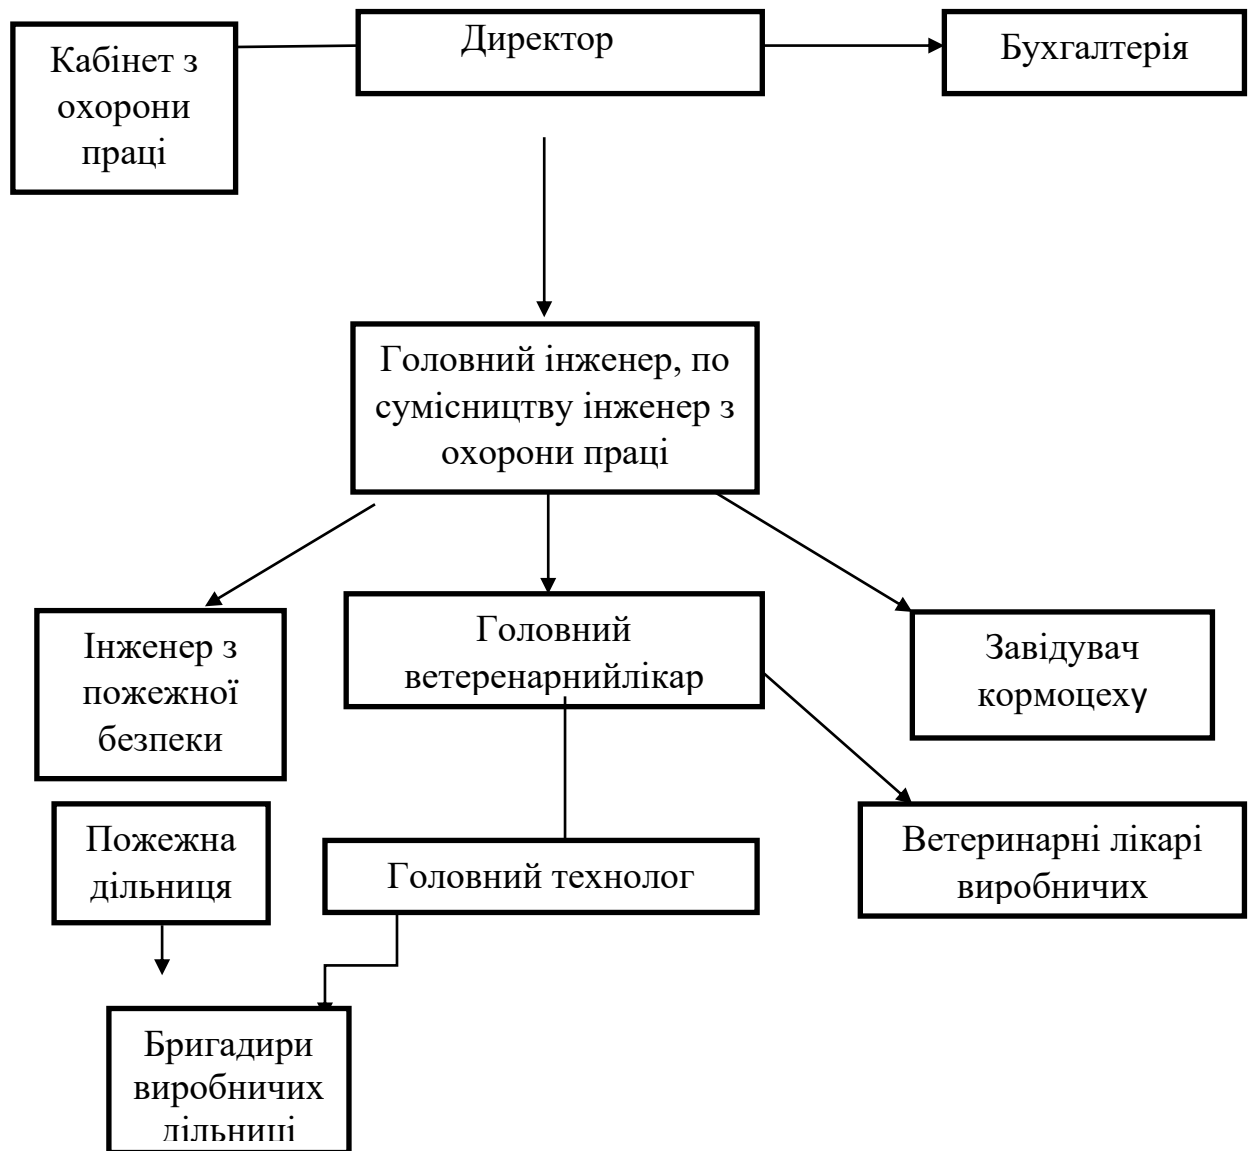 Кабінет з
охорони
праці
Директор
Бухгалтерія
Головний інженер, по
сумісництву інженер з
охорони праці
Інженер з
пожежної
безпеки
Головний
ветеренарнийлікар
Завідувач
кормоцеху
Пожежна
дільниця
Головний технолог
Ветеринарні лікарі
виробничих
Бригадири
виробничих
дільниці